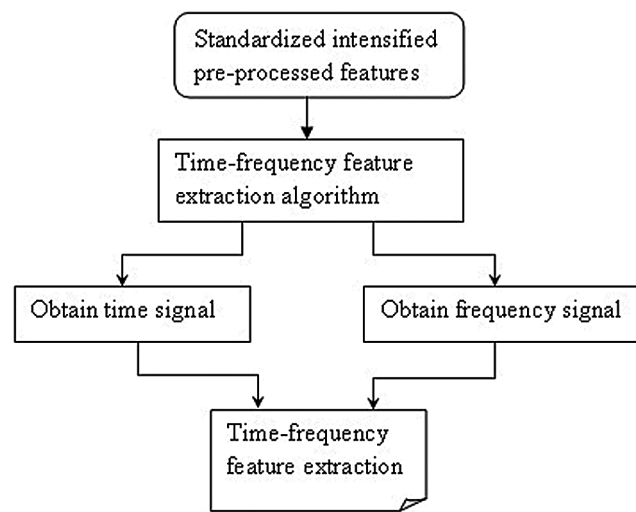 Standardized intensified
pre-processed features
Time-frequency feature
extraction algorithm
Obtain time signal
Obtain frequency signal
Time-frequency
feature extraction